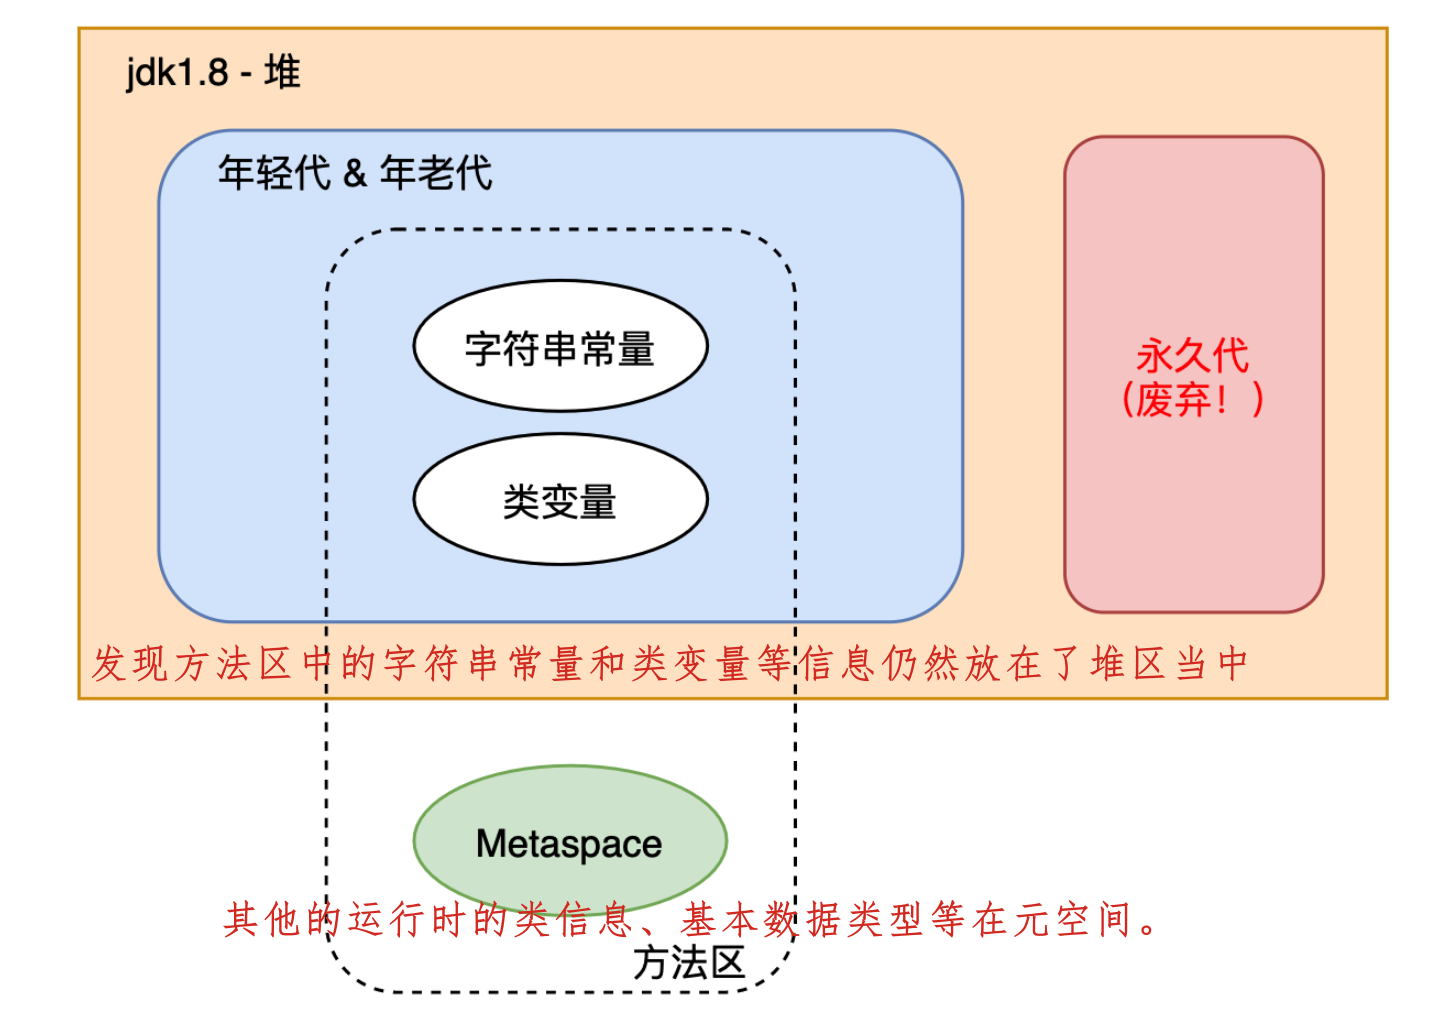 jdk1.8 - 堆
年轻代 & 年老代
字符串常量
类变量
永久代
(废弃！)
发现方法区中的字符串常量和类变量等信息仍然放在了堆区当中
Metaspace
其他的运行时的类信息、基本数据类型等在元空间。
方法区